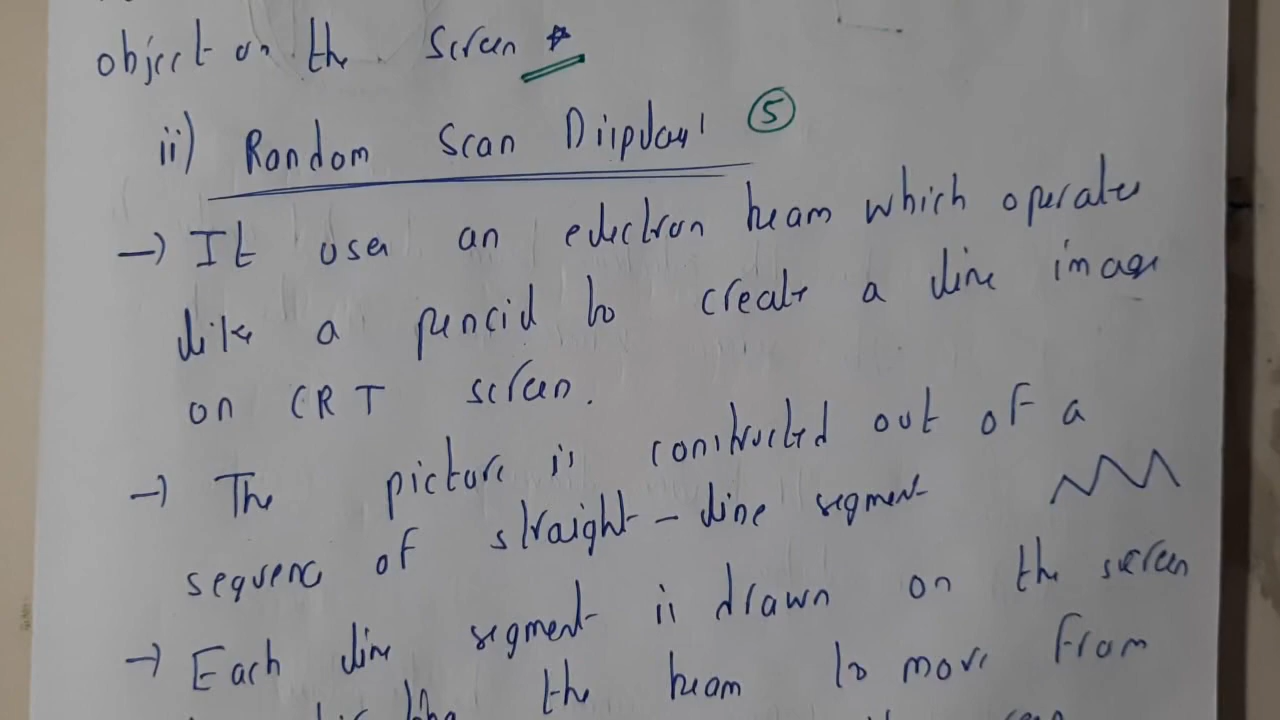 object on the screen *
ii) Random Scan Display 5
→ It uses an electron beam which operates
like a pencil to create a line image
on CRT screen.
→ The picture is constructed out of a
sequence of straight-line segment
→ Each line segment is drawn on the screen
the beam to move from